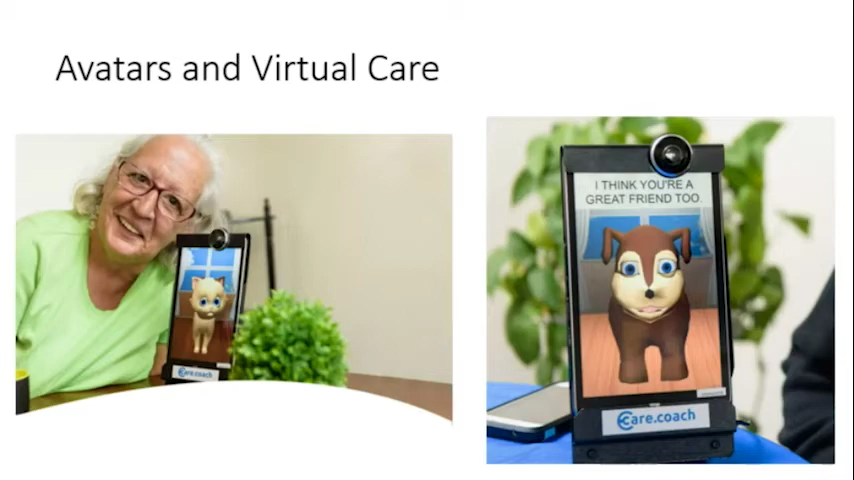 Avatars and Virtual Care
I THINK YOU'RE A
GREAT FRIEND TOO.
care.coach
care.coach